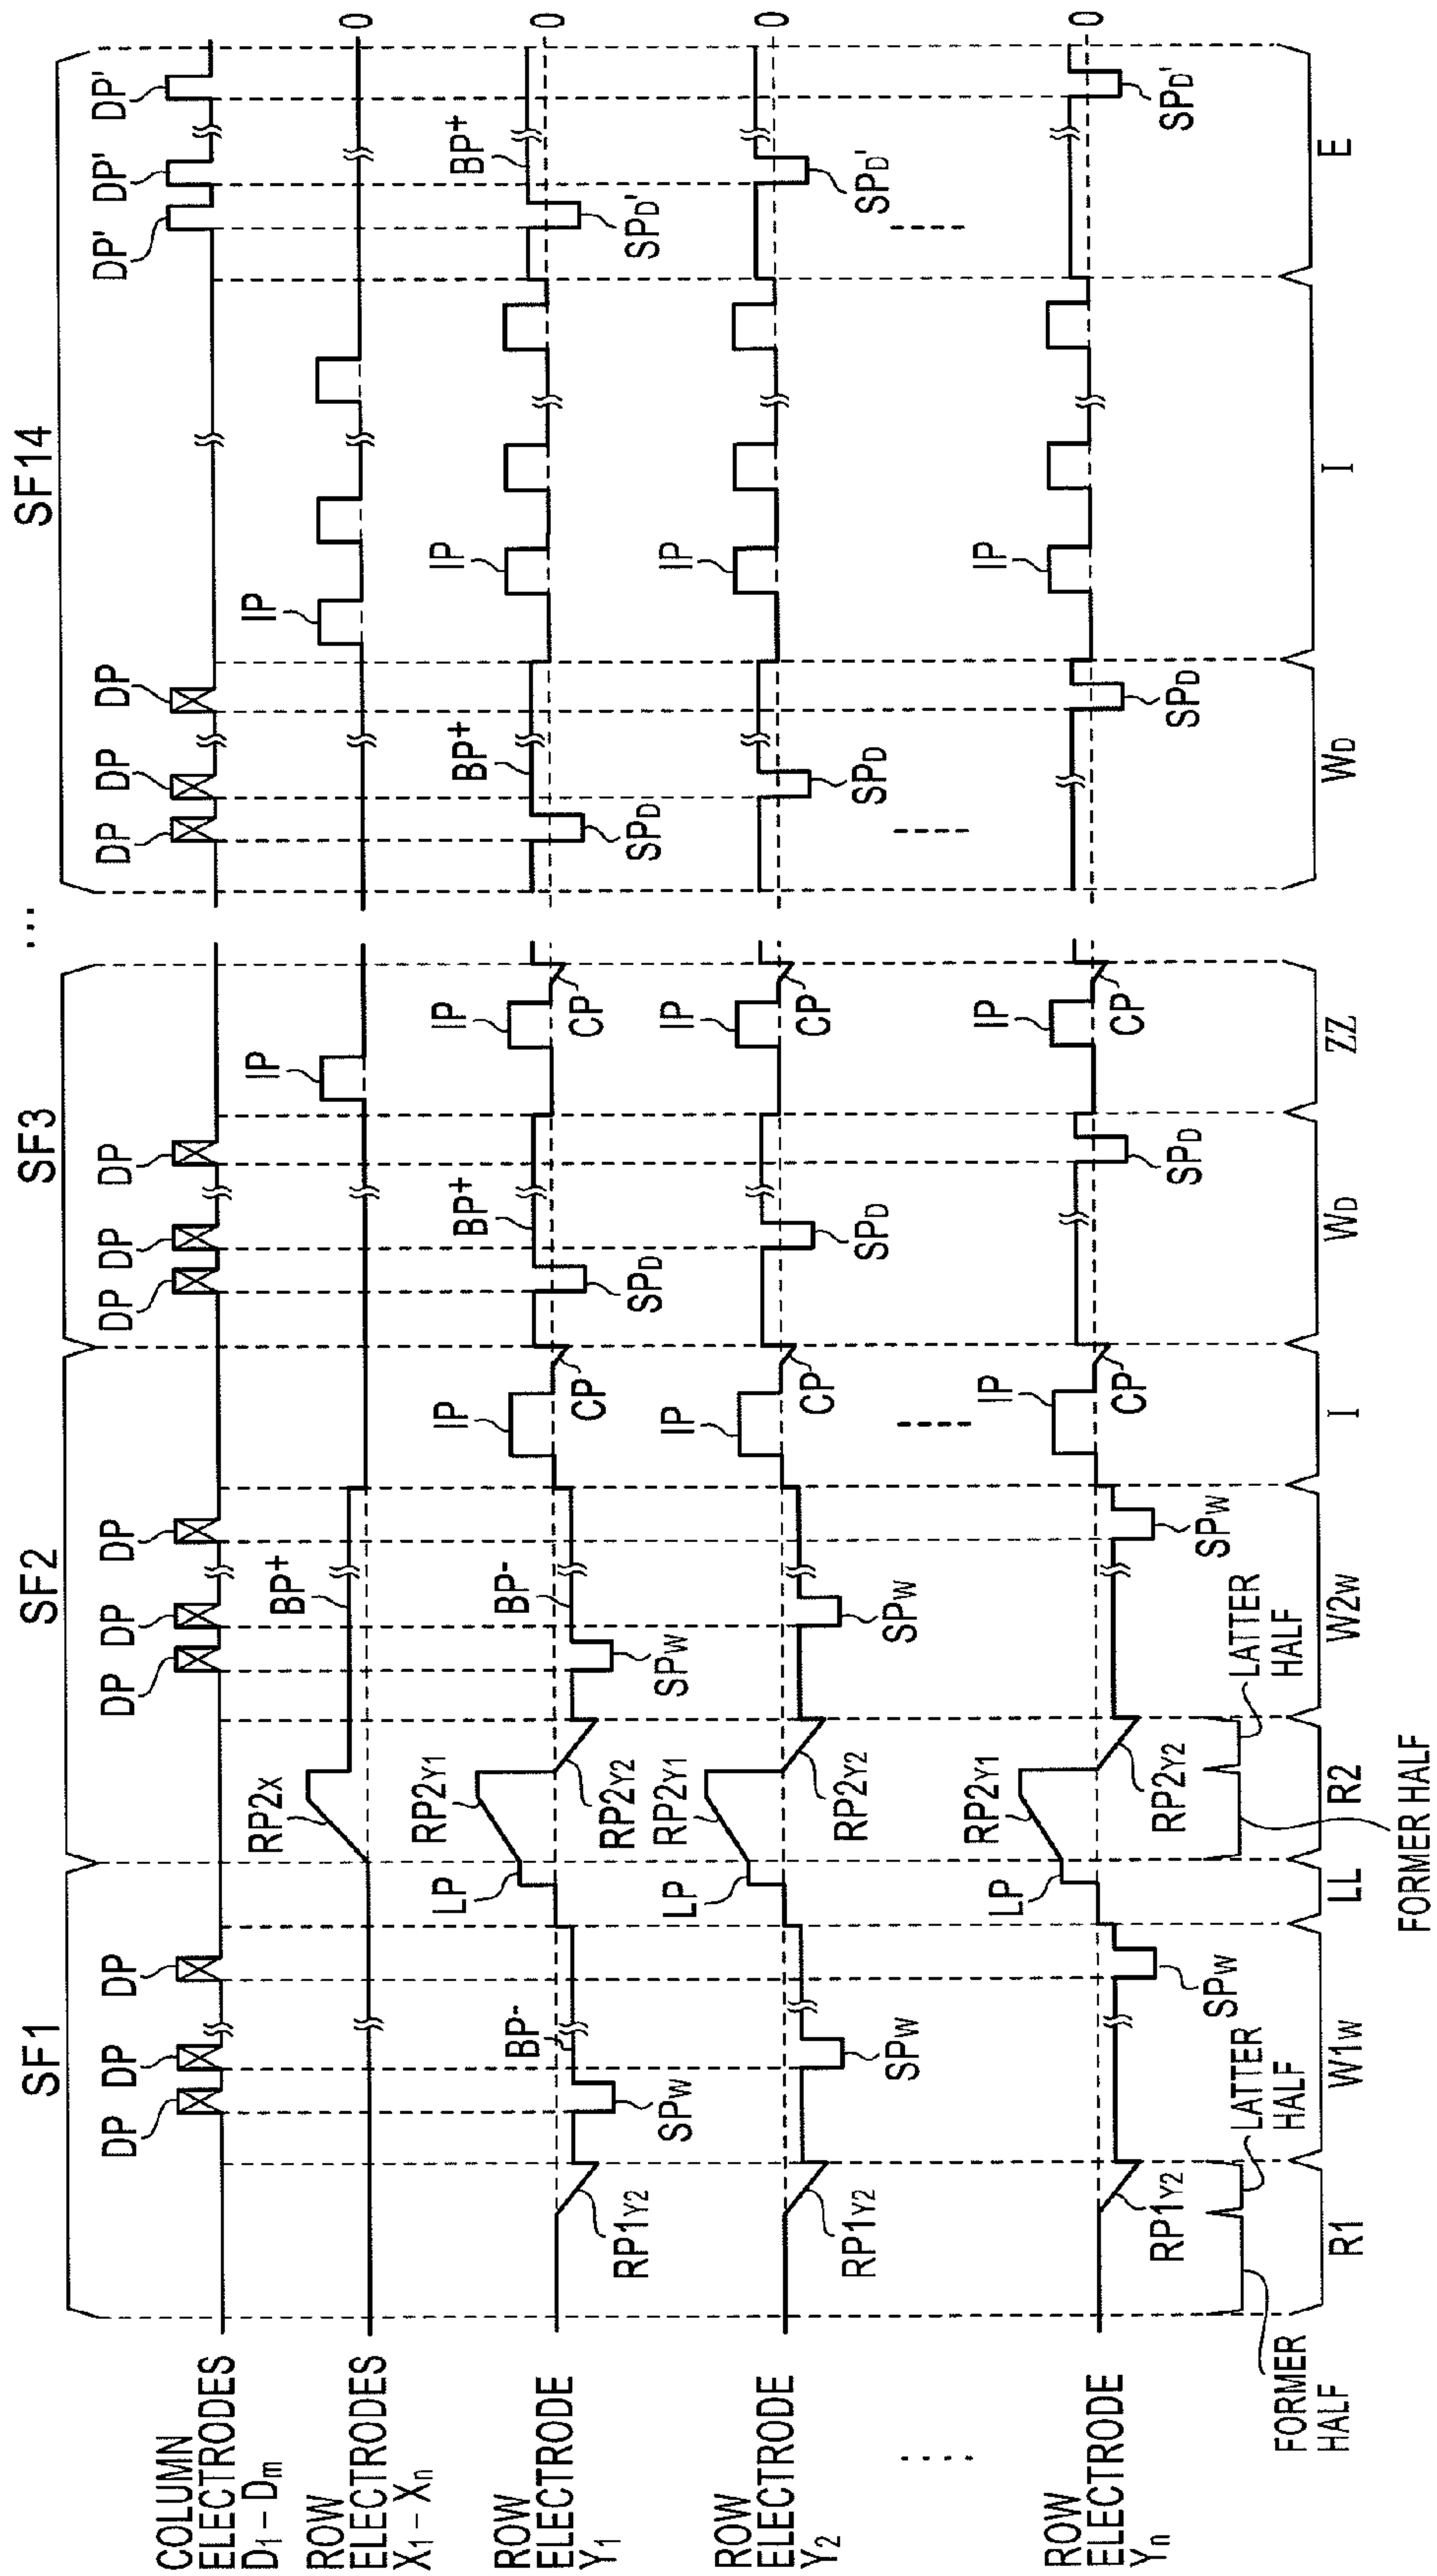 SF1 SF2 SF3 ... SF14
DP DP DP DP DP DP DP DP DP DP DP DP DP' DP' DP'
COLUMN
ELECTRODES
D1 - Dm
RP2X BP+ IP IP 0
ROW
ELECTRODES
X1 - Xn
RP1Y2 SPW BP- LP RP2Y1 RP2Y2 SPW BP- IP CP SPD BP+ IP CP SPD BP+ IP SPD' BP+ 0
ROW
ELECTRODE
Y1
RP1Y2 SPW LP RP2Y1 RP2Y2 SPW IP CP SPD IP CP SPD IP SPD' 0
ROW
ELECTRODE
Y2
RP1Y2 SPW LP RP2Y1 RP2Y2 SPW IP CP SPD IP CP SPD IP SPD' 0
ROW
ELECTRODE
Yn
LATTER
HALF
LATTER
HALF
R1 W1W LL R2 W2W I WD ZZ WD I E
FORMER
HALF
FORMER HALF